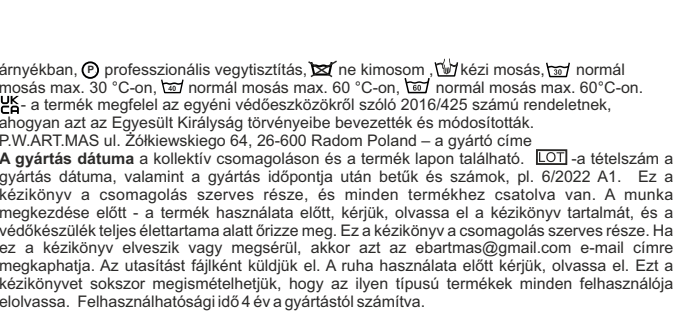 árnyékban, P professzionális vegytisztítás, ne kimosom , kézi mosás, 30 normál
mosás max. 30 °C-on, 40 normál mosás max. 60 °C-on, 60 normál mosás max. 60°C-on.
UK CA - a termék megfelel az egyéni védőeszközökről szóló 2016/425 számú rendeletnek,
ahogyan azt az Egyesült Királyság törvényeibe bevezették és módosították.
P.W.ART.MAS ul. Żółkiewskiego 64, 26-600 Radom Poland – a gyártó címe
A gyártás dátuma a kollektív csomagoláson és a termék lapon található. LOT -a tételszám a
gyártás dátuma, valamint a gyártás időpontja után betűk és számok, pl. 6/2022 A1. Ez a
kézikönyv a csomagolás szerves része, és minden termékhez csatolva van. A munka
megkezdése előtt - a termék használata előtt, kérjük, olvassa el a kézikönyv tartalmát, és a
védőkészülék teljes élettartama alatt őrizze meg. Ez a kézikönyv a csomagolás szerves része. Ha
ez a kézikönyv elveszik vagy megsérül, akkor azt az ebartmas@gmail.com e-mail címre
megkaphatja. Az utasítást fájlként küldjük el. A ruha használata előtt kérjük, olvassa el. Ezt a
kézikönyvet sokszor megismételhetjük, hogy az ilyen típusú termékek minden felhasználója
elolvassa. Felhasználhatósági idő 4 év a gyártástól számítva.